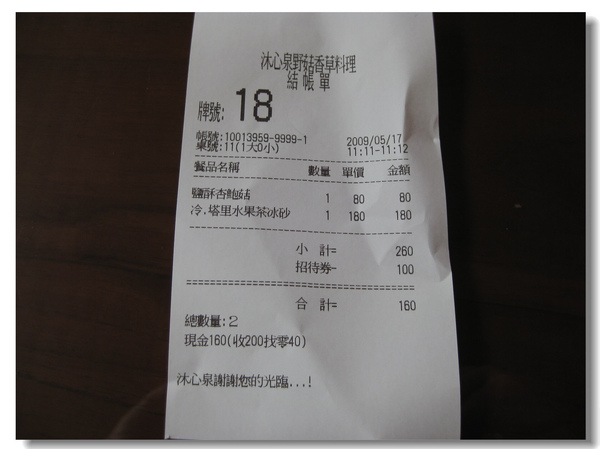 沐心泉野菇香草料理
結帳單
牌號: 18
帳號:10013959-9999-1 2009/05/17
桌號:11(1大0小) 11:11-11:12
餐品名稱 數量 單價 金額
鹽酥杏鮑菇 1 80 80
冷.塔里水果茶冰砂 1 180 180
小 計= 260
招待券- 100
合 計= 160
總數量:2
現金160(收200找零40)
沐心泉謝謝您的光臨...!